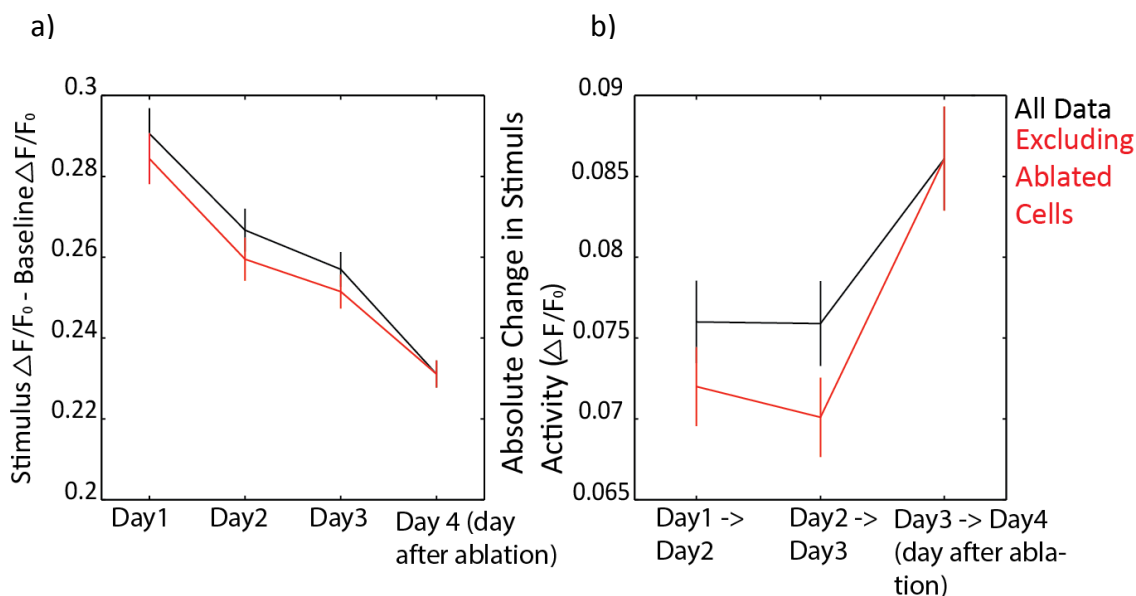 a)
b)
Stimulus △F/F₀ - Baseline △F/F₀
0.3
0.28
0.26
0.24
0.22
0.2
Day1
Day2
Day3
Day 4 (day
after ablation)
Absolute Change in Stimuls
Activity (△F/F₀)
0.09
0.085
0.08
0.075
0.07
0.065
Day1 ->
Day2
Day2 ->
Day3
Day3 -> Day4
(day after abla-
tion)
All Data
Excluding
Ablated
Cells